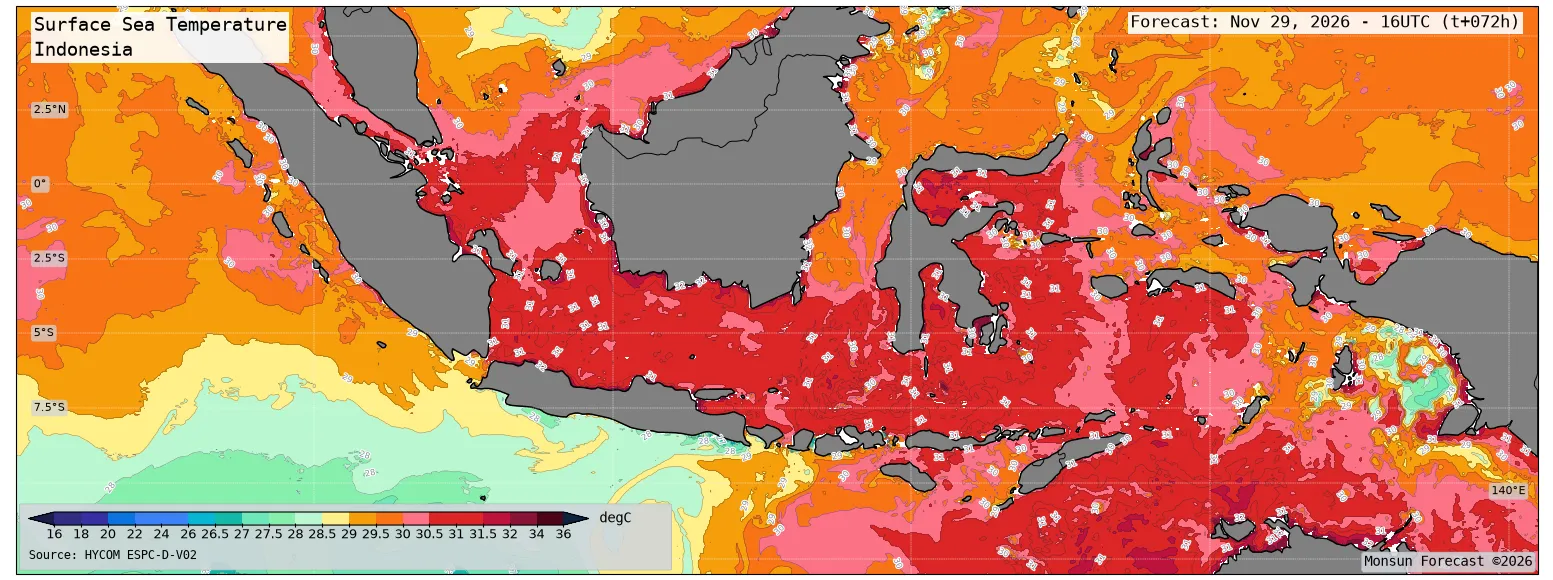 Surface Sea Temperature
Indonesia
Forecast: Nov 29, 2026 - 16UTC (t+072h)
2.5°N
0°
2.5°S
5°S
7.5°S
140°E
degC
16 18 20 22 24 26 26.5 27 27.5 28 28.5 29 29.5 30 30.5 31 31.5 32 34 36
Source: HYCOM ESPC-D-V02
Monsun Forecast ©2026